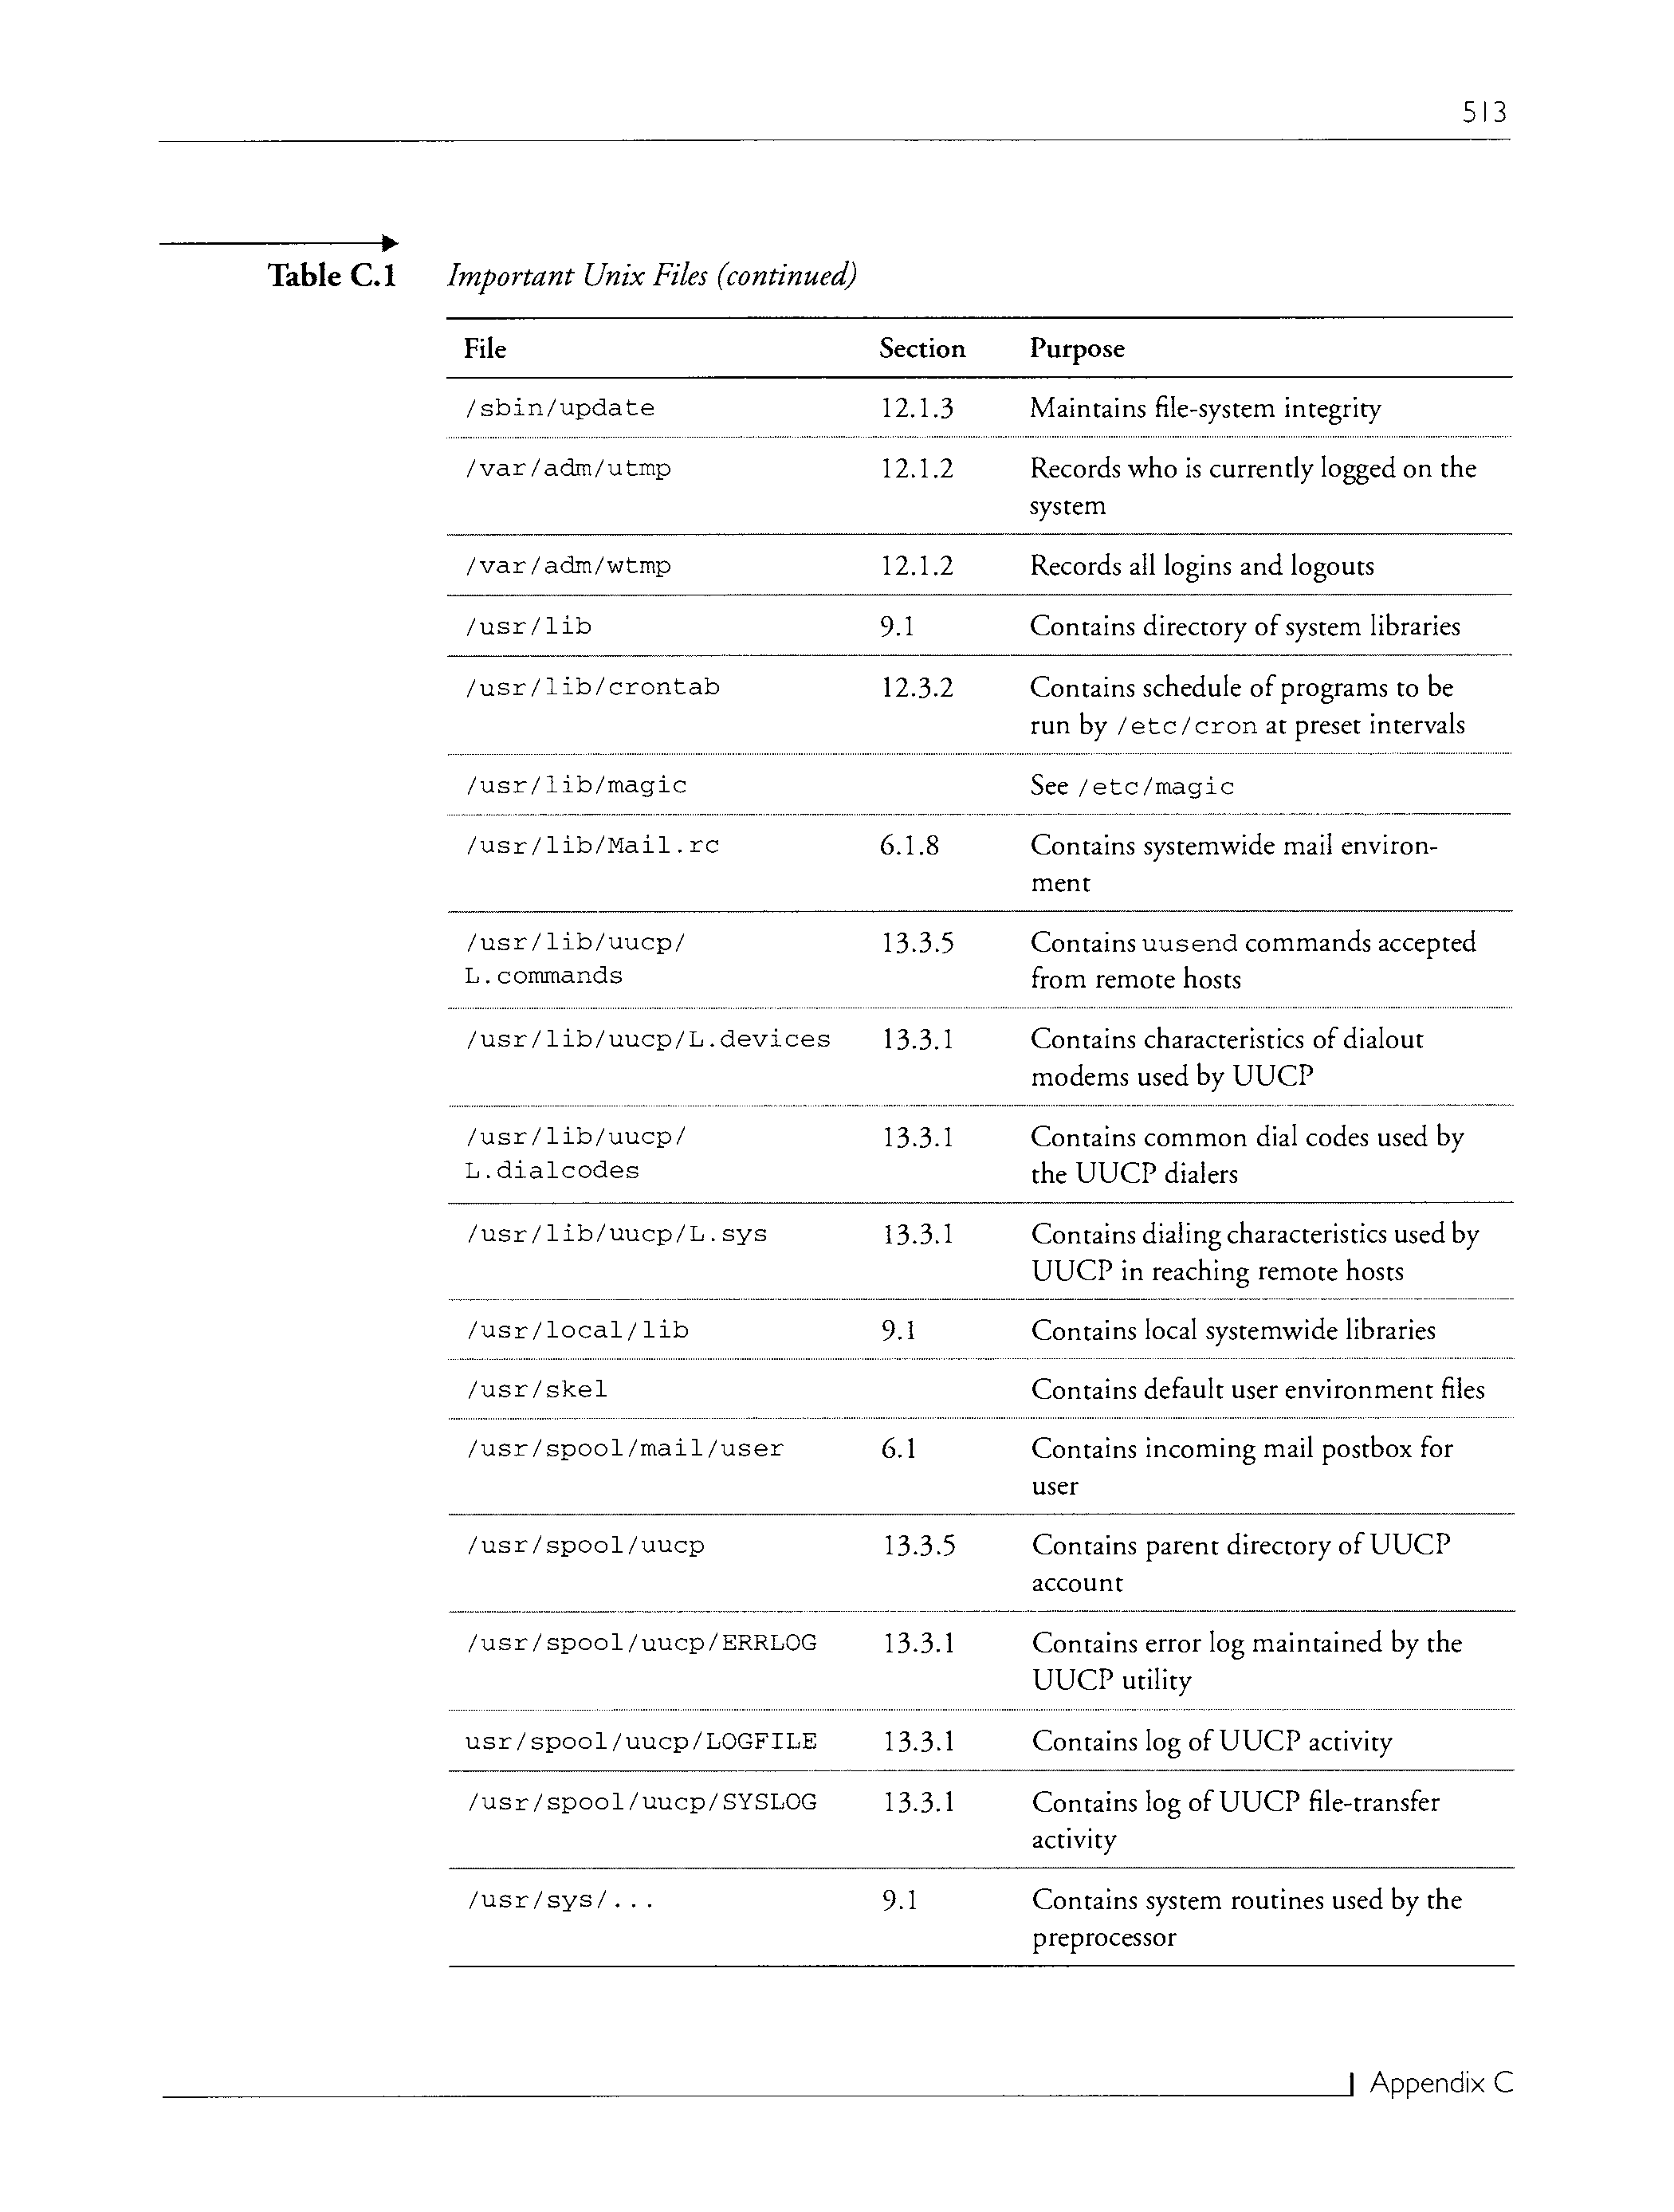 513
Table C.1 Important Unix Files (continued)
File Section Purpose
/sbin/update 12.1.3 Maintains file-system integrity
/var/adm/utmp 12.1.2 Records who is currently logged on the
system
/var/adm/wtmp 12.1.2 Records all logins and logouts
/usr/lib 9.1 Contains directory of system libraries
/usr/lib/crontab 12.3.2 Contains schedule of programs to be
run by /etc/cron at preset intervals
/usr/lib/magic See /etc/magic
/usr/lib/Mail.rc 6.1.8 Contains systemwide mail environ-
ment
/usr/lib/uucp/ 13.3.5 Contains uusend commands accepted
L.commands from remote hosts
/usr/lib/uucp/L.devices 13.3.1 Contains characteristics of dialout
modems used by UUCP
/usr/lib/uucp/ 13.3.1 Contains common dial codes used by
L.dialcodes the UUCP dialers
/usr/lib/uucp/L.sys 13.3.1 Contains dialing characteristics used by
UUCP in reaching remote hosts
/usr/local/lib 9.1 Contains local systemwide libraries
/usr/skel Contains default user environment files
/usr/spool/mail/user 6.1 Contains incoming mail postbox for
user
/usr/spool/uucp 13.3.5 Contains parent directory of UUCP
account
/usr/spool/uucp/ERRLOG 13.3.1 Contains error log maintained by the
UUCP utility
usr/spool/uucp/LOGFILE 13.3.1 Contains log of UUCP activity
/usr/spool/uucp/SYSLOG 13.3.1 Contains log of UUCP file-transfer
activity
/usr/sys/... 9.1 Contains system routines used by the
preprocessor
Appendix C